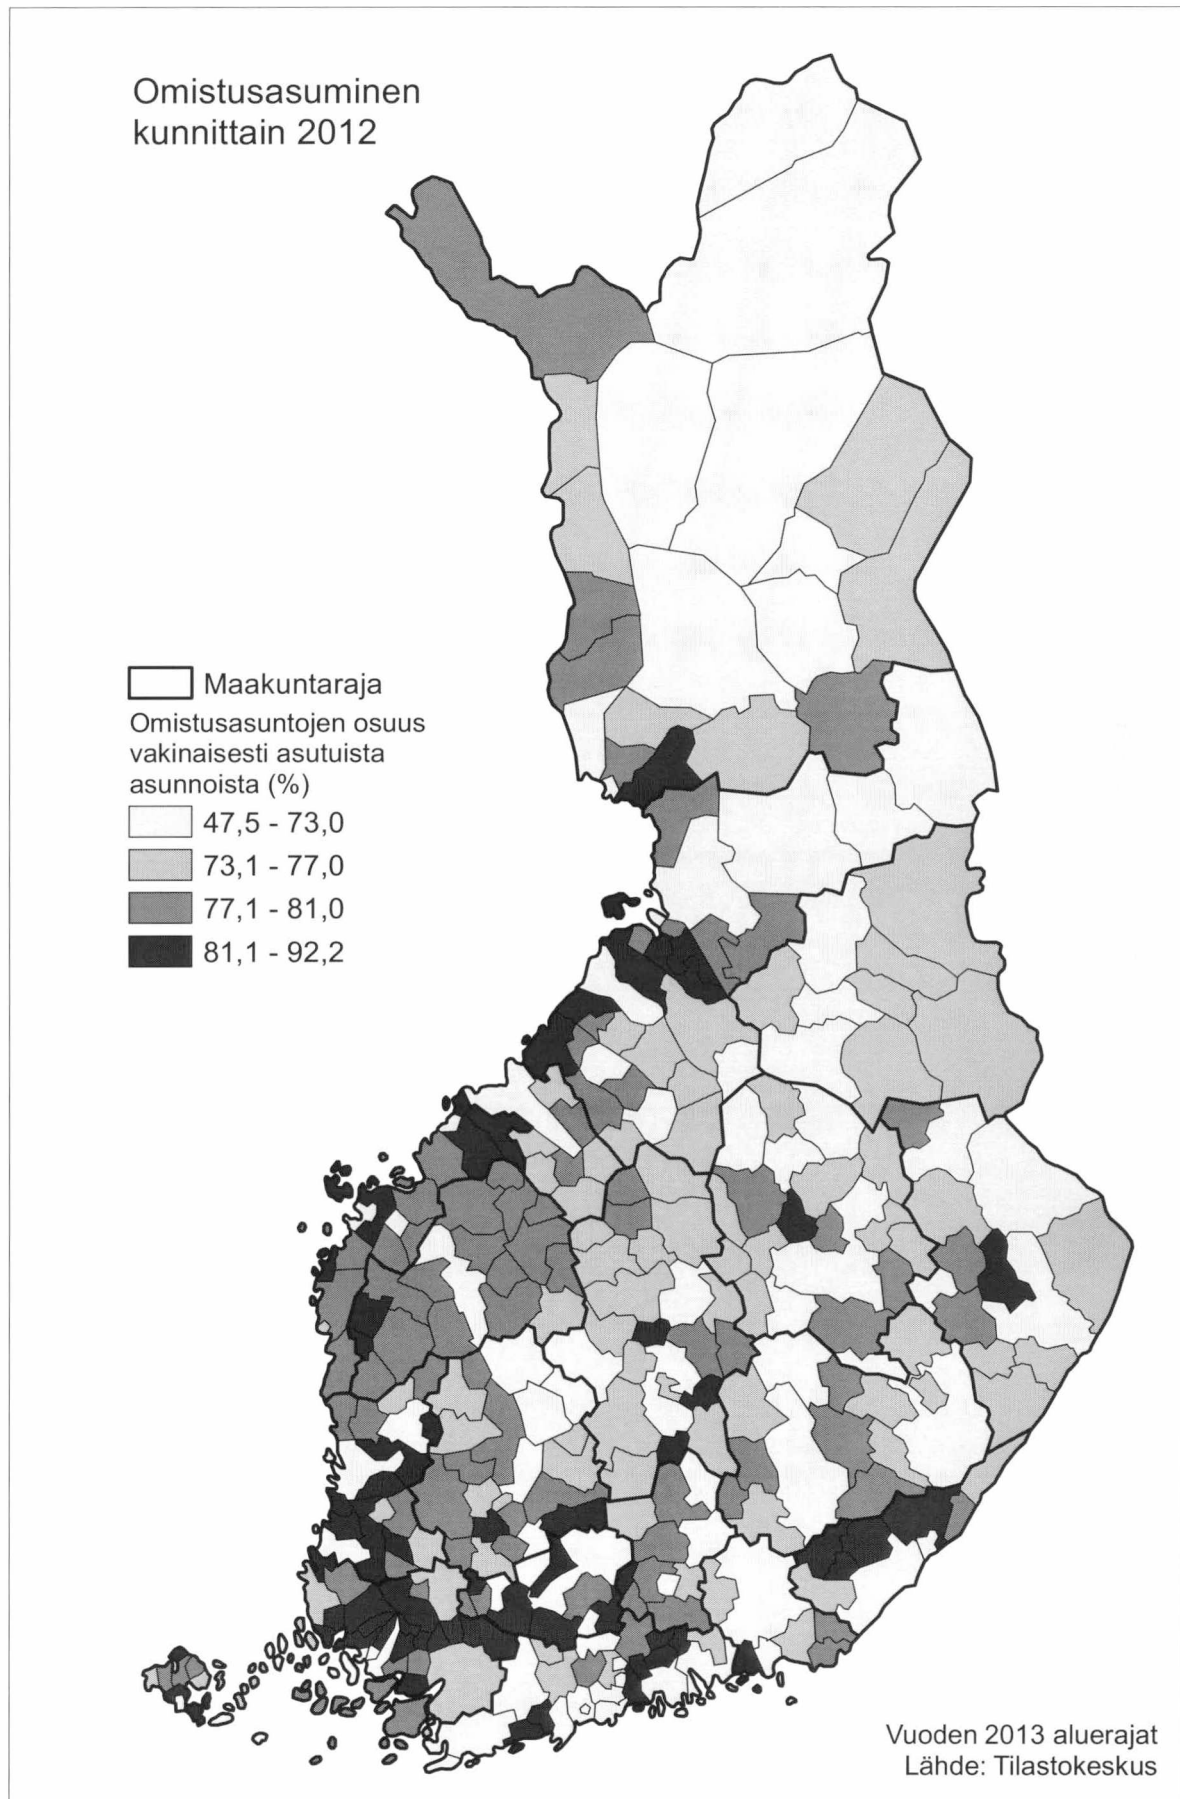 Omistusasuminen
kunnittain 2012
Maakuntaraja
Omistusasuntojen osuus
vakinaisesti asutuista
asunnoista (%)
47,5 - 73,0
73,1 - 77,0
77,1 - 81,0
81,1 - 92,2
Vuoden 2013 aluerajat
Lähde: Tilastokeskus